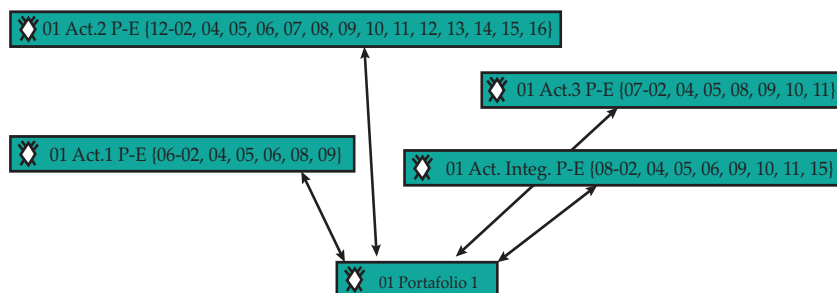 01 Act.2 P-E {12-02, 04, 05, 06, 07, 08, 09, 10, 11, 12, 13, 14, 15, 16}
01 Act.3 P-E {07-02, 04, 05, 08, 09, 10, 11}
01 Act.1 P-E {06-02, 04, 05, 06, 08, 09}
01 Act. Integ. P-E {08-02, 04, 05, 06, 09, 10, 11, 15}
01 Portafolio 1